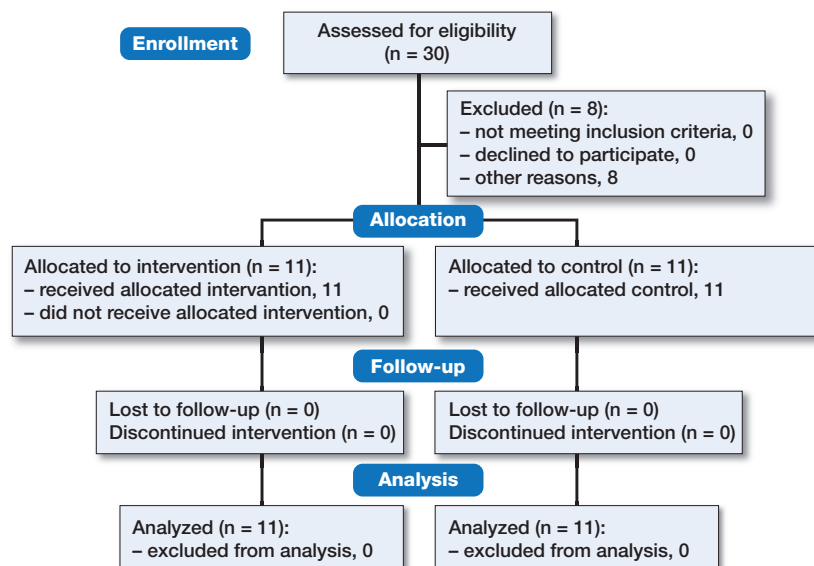 Enrollment
Assessed for eligibility
(n = 30)
Excluded (n = 8):
– not meeting inclusion criteria, 0
– declined to participate, 0
– other reasons, 8
Allocation
Allocated to intervention (n = 11):
– received allocated intervantion, 11
– did not receive allocated intervention, 0
Allocated to control (n = 11):
– received allocated control, 11
Follow-up
Lost to follow-up (n = 0)
Discontinued intervention (n = 0)
Lost to follow-up (n = 0)
Discontinued intervention (n = 0)
Analysis
Analyzed (n = 11):
– excluded from analysis, 0
Analyzed (n = 11):
– excluded from analysis, 0